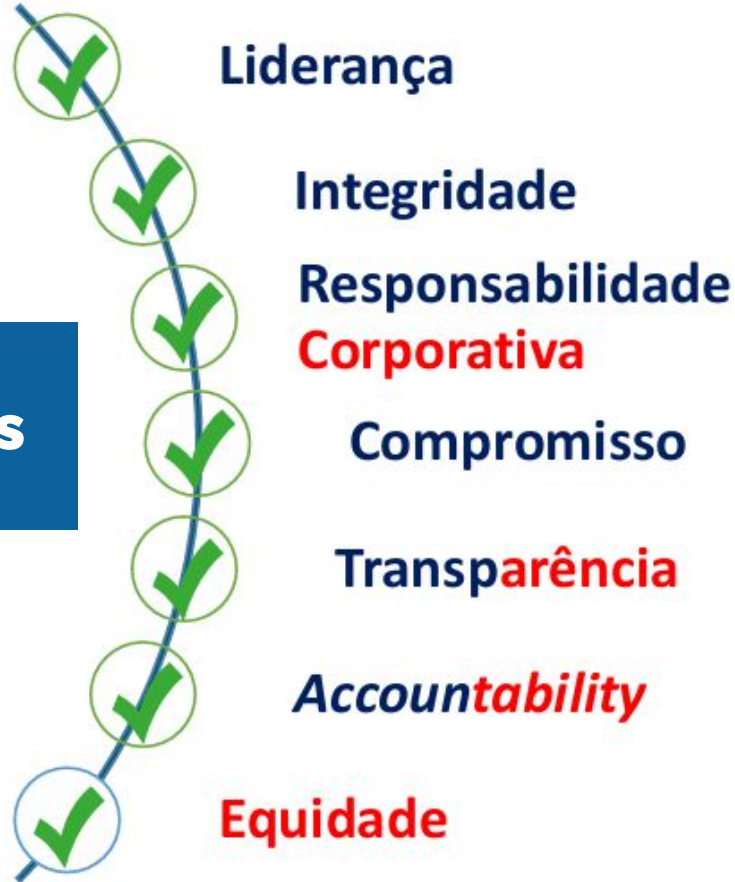 Liderança
Integridade
Responsabilidade
Corporativa
s
Compromisso
Transparência
Accountability
Equidade